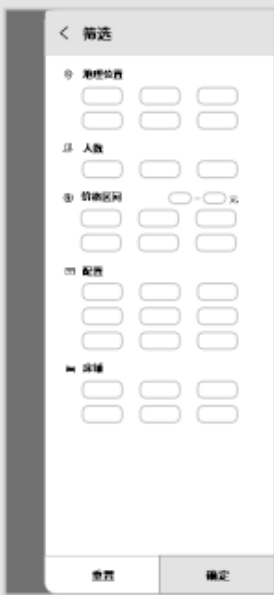 筛选
地理位置
人数
价格区间 - 元
配置
床铺
重置
确定